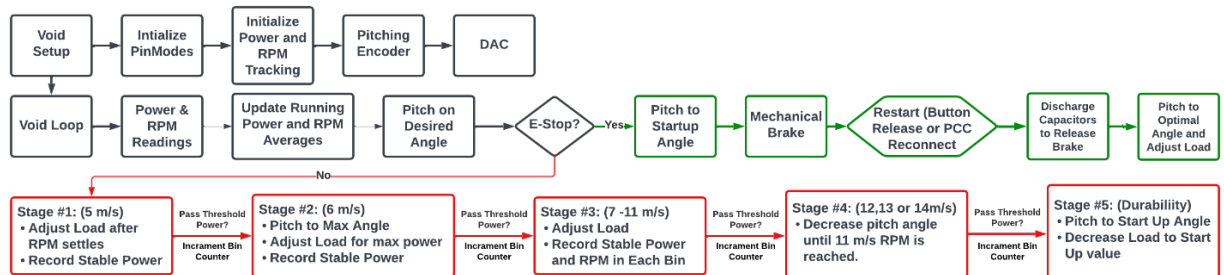 Void
Setup
Intialize
PinModes
Initialize
Power and
RPM
Tracking
Pitching
Encoder
DAC
Void Loop
Power &
RPM
Readings
Update Running
Power and RPM
Averages
Pitch on
Desired
Angle
E-Stop?
Yes
Pitch to
Startup
Angle
Mechanical
Brake
Restart (Button
Release or PCC
Reconnect
Discharge
Capacitors
to Release
Brake
Pitch to
Optimal
Angle and
Adjust Load
No
Stage #1: (5 m/s)
• Adjust Load after
RPM settles
• Record Stable Power
Pass Threshold
Power?
Increment Bin
Counter
Stage #2: (6 m/s)
• Pitch to Max Angle
• Adjust Load for max power
• Record Stable Power
Pass Threshold
Power?
Incrament Bin
Counter
Stage #3: (7 -11 m/s)
• Adjust Load
• Record Stable Power
and RPM in Each Bin
Pass Threshold
Power?
Incrament Bin
Counter
Stage #4: (12,13 or 14m/s)
• Decrease pitch angle
until 11 m/s RPM is
reached.
Pass Threshold
Power?
Incrament Bin
Counter
Stage #5: (Durabiliity)
• Pitch to Start Up Angle
• Decrease Load to Start
Up value